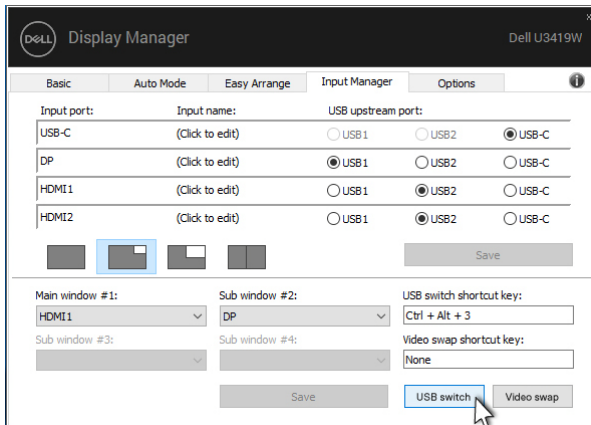 DELL Display Manager Dell U3419W
Basic Auto Mode Easy Arrange Input Manager Options
Input port: Input name: USB upstream port:
USB-C (Click to edit) USB1 USB2 USB-C
DP (Click to edit) USB1 USB2 USB-C
HDMI1 (Click to edit) USB1 USB2 USB-C
HDMI2 (Click to edit) USB1 USB2 USB-C
Save
Main window #1: Sub window #2: USB switch shortcut key:
HDMI1 DP Ctrl + Alt + 3
Sub window #3: Sub window #4: Video swap shortcut key:
None
Save USB switch Video swap